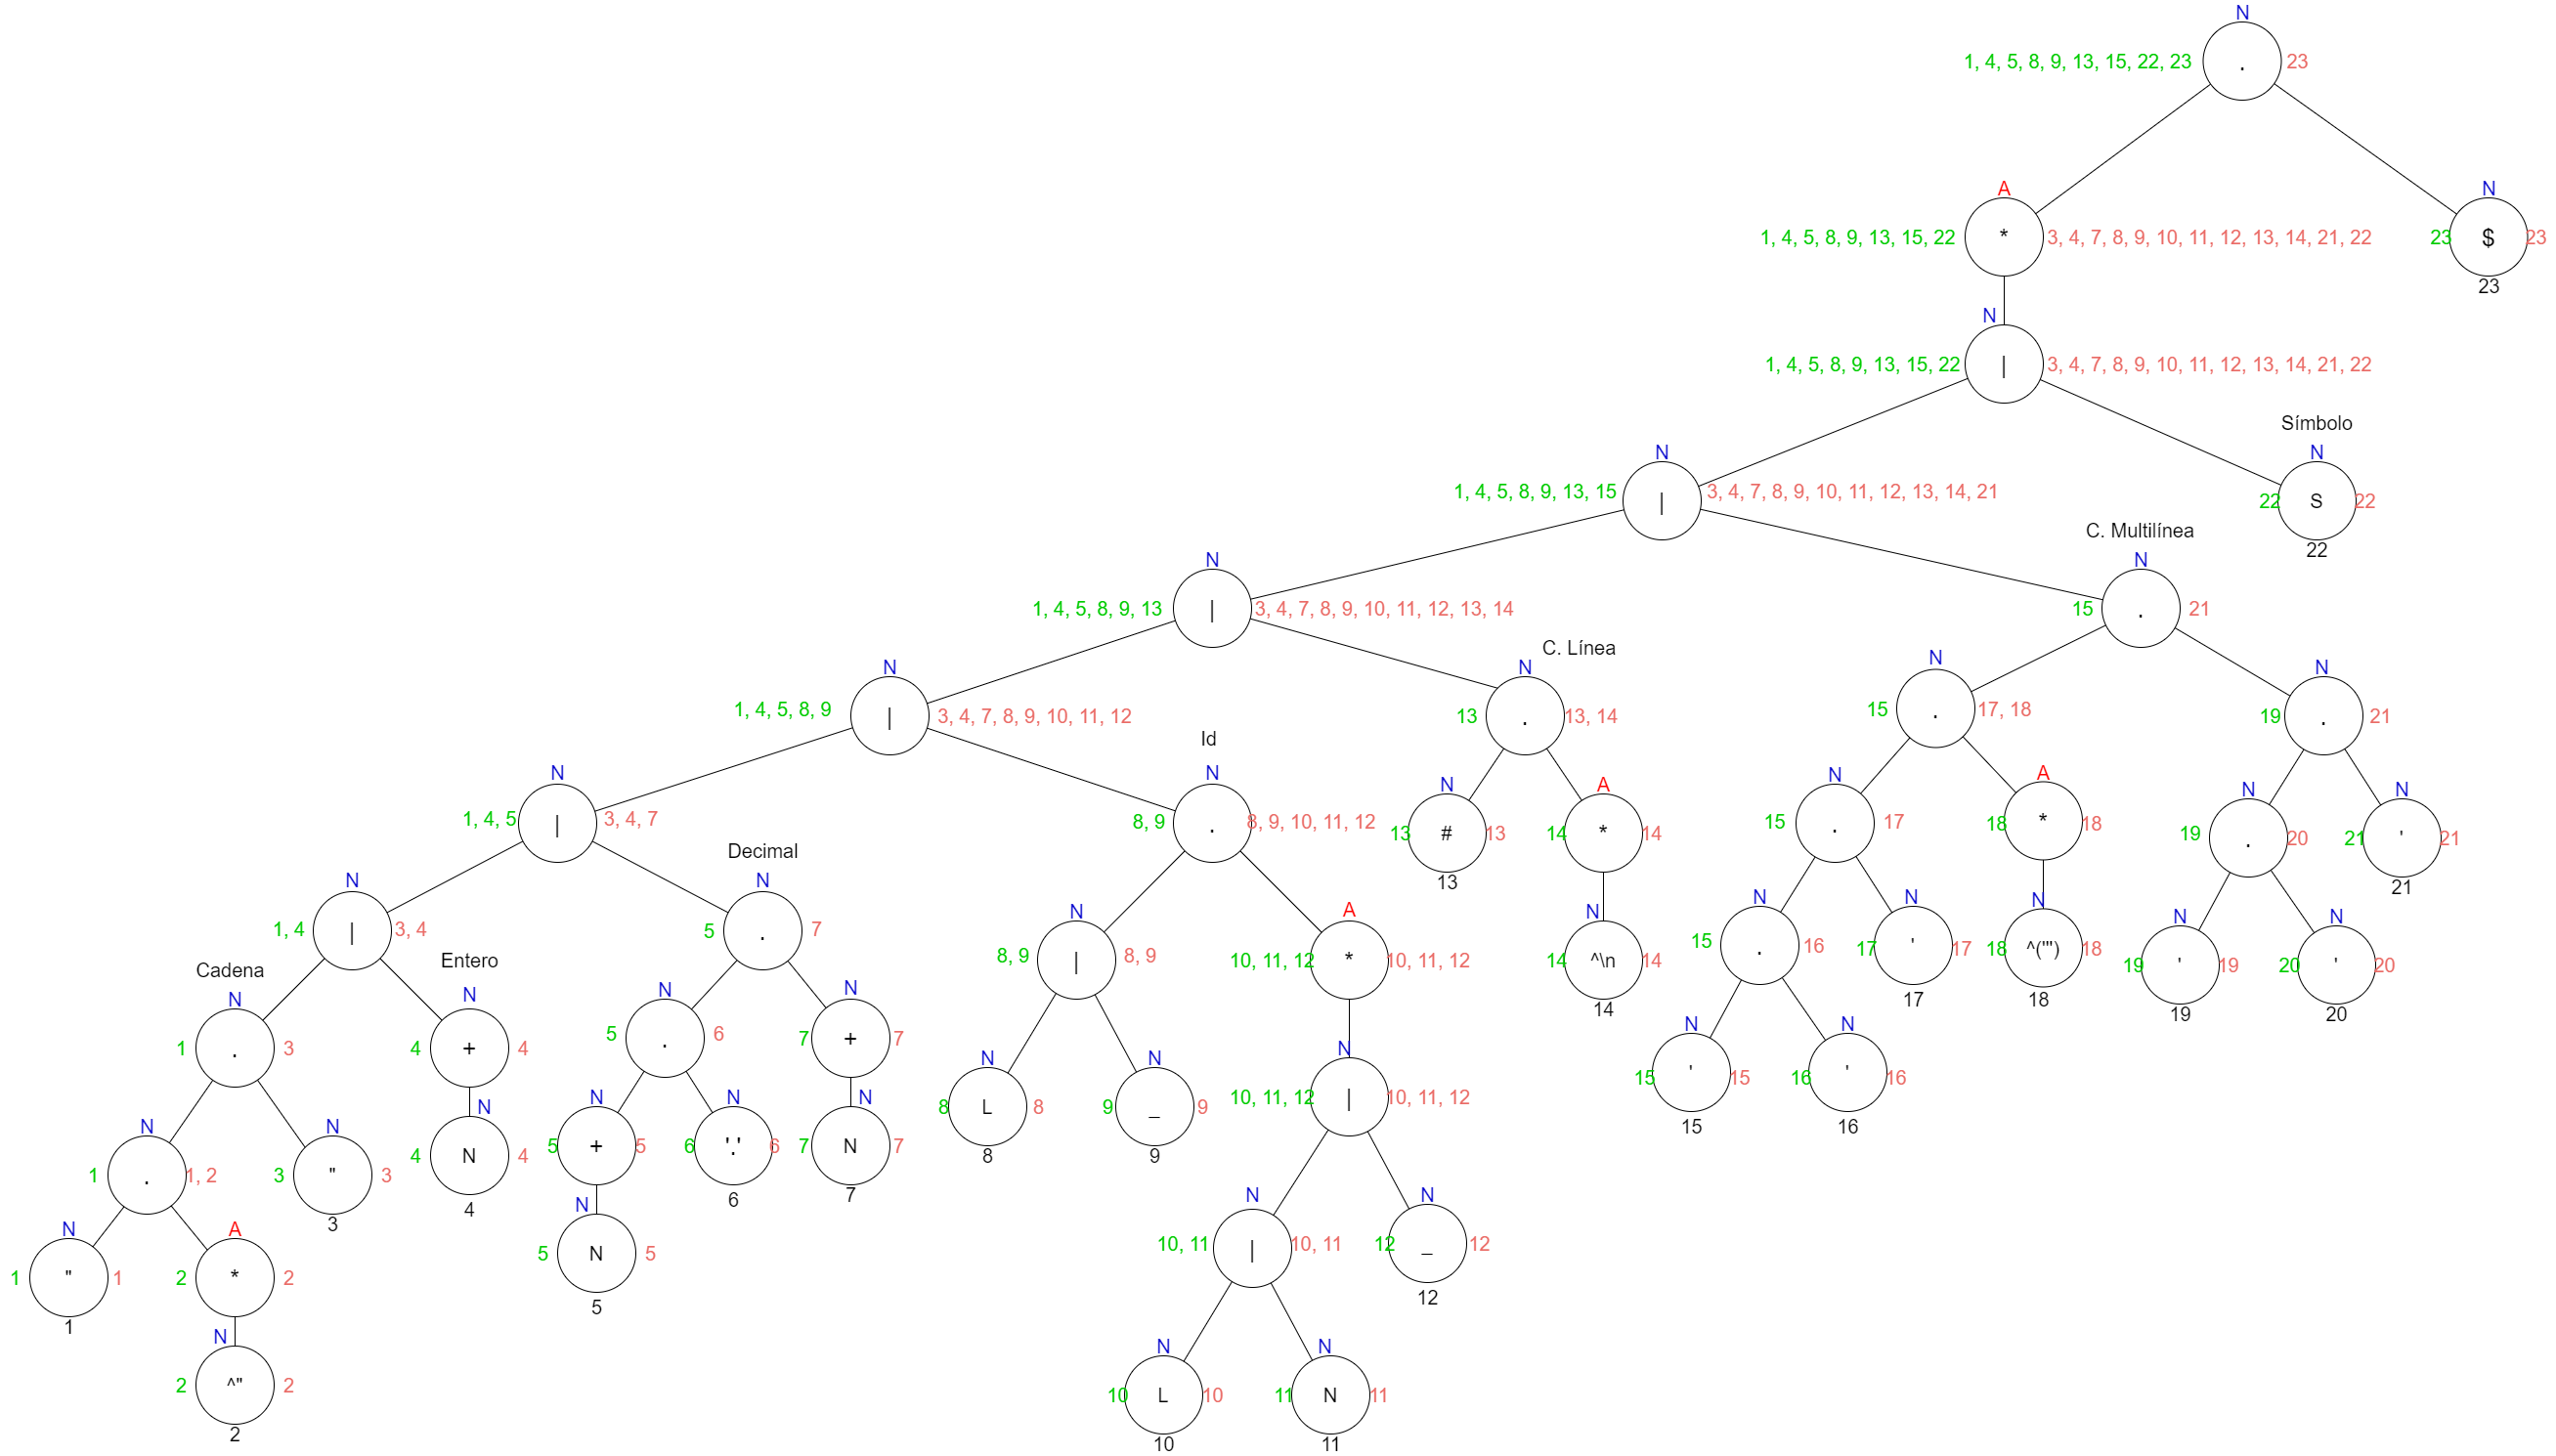 N
1, 4, 5, 8, 9, 13, 15, 22, 23 . 23
A N
1, 4, 5, 8, 9, 13, 15, 22 * 3, 4, 7, 8, 9, 10, 11, 12, 13, 14, 21, 22 23 $ 23
23
N
1, 4, 5, 8, 9, 13, 15, 22 | 3, 4, 7, 8, 9, 10, 11, 12, 13, 14, 21, 22
Símbolo
N N
1, 4, 5, 8, 9, 13, 15 | 3, 4, 7, 8, 9, 10, 11, 12, 13, 14, 21 22 S 22
C. Multilínea
22
N N
1, 4, 5, 8, 9, 13 | 3, 4, 7, 8, 9, 10, 11, 12, 13, 14 15 . 21
C. Línea
N N N N
1, 4, 5, 8, 9 | 3, 4, 7, 8, 9, 10, 11, 12 13 . 13, 14 15 . 17, 18 19 . 21
Id
N N N A N A N N
1, 4, 5 | 3, 4, 7 8, 9 . 8, 9, 10, 11, 12 13 # 13 14 * 14 15 . 17 18 * 18 19 . 20 21 ' 21
Decimal
13 21
N N N A N N N N N N
1, 4 | 3, 4 5 . 7 8, 9 | 8, 9 10, 11, 12 * 10, 11, 12 14 ^\n 14 15 . 16 17 ' 17 18 ^(''') 18 19 ' 19 20 ' 20
Cadena Entero
14 17 18 19 20
N N N N N N
1 . 3 4 + 4 5 . 6 7 + 7 15 ' 15 16 ' 16
N N N N N
8 L 8 9 _ 9 10, 11, 12 | 10, 11, 12
15 16
N N N N N N
1 . 1, 2 3 " 3 4 N 4 5 + 5 6 '.' 6 7 N 7
8 9
3 4 6 7
N A N N N
1 " 1 2 * 2 5 N 5 10, 11 | 10, 11 12 _ 12
1 5 12
N N N
2 ^" 2 10 L 10 11 N 11
2 10 11